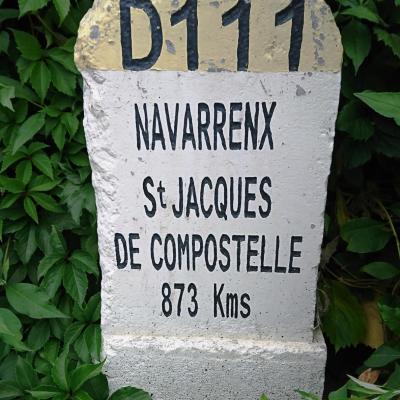 D111
NAVARRENX
St JACQUES
DE COMPOSTELLE
873 Kms